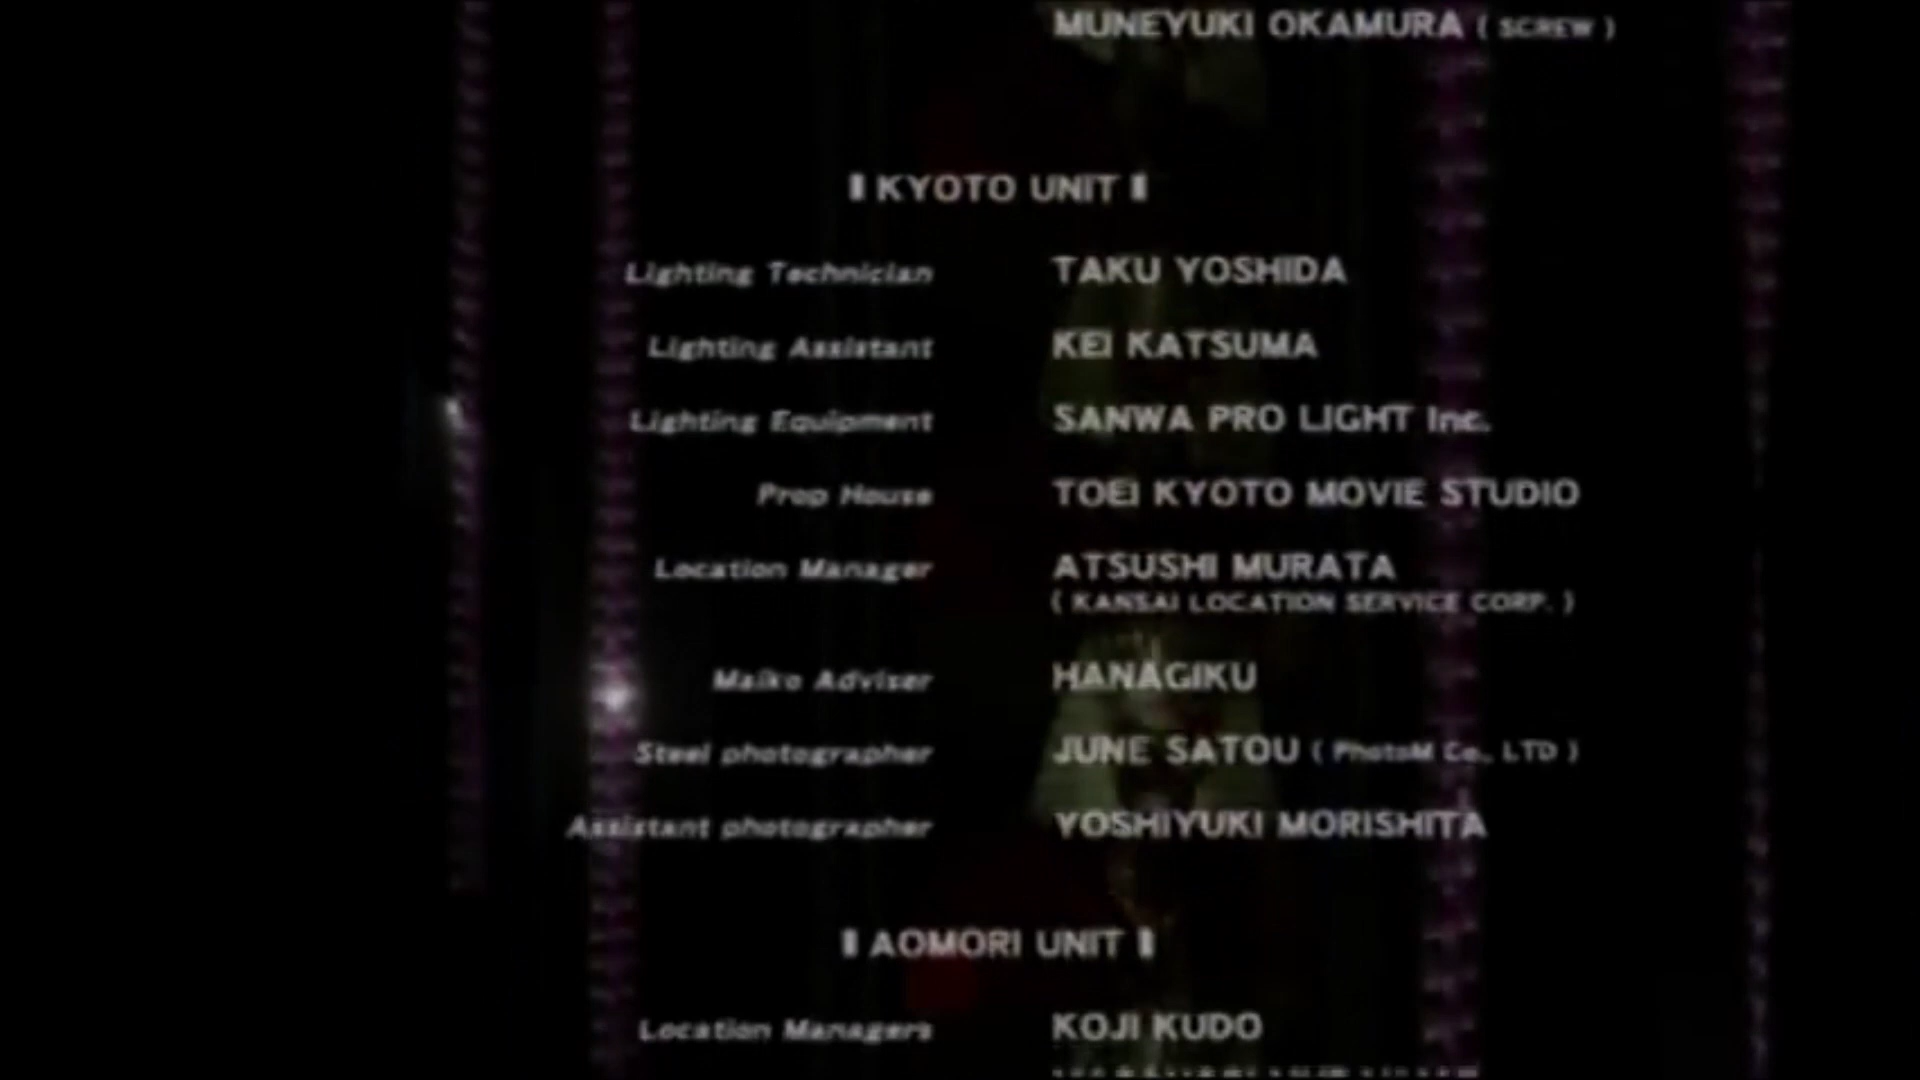 MUNEYUKI OKAMURA ( SCREW )
▮ KYOTO UNIT ▮
Lighting Technician TAKU YOSHIDA
Lighting Assistant KEI KATSUMA
Lighting Equipment SANWA PRO LIGHT Inc.
Prop House TOEI KYOTO MOVIE STUDIO
Location Manager ATSUSHI MURATA
( KANSAI LOCATION SERVICE CORP. )
Maiko Adviser HANAGIKU
Steel photographer JUNE SATOU ( PhotoM Co., LTD )
Assistant photographer YOSHIYUKI MORISHITA
▮ AOMORI UNIT ▮
Location Managers KOJI KUDO